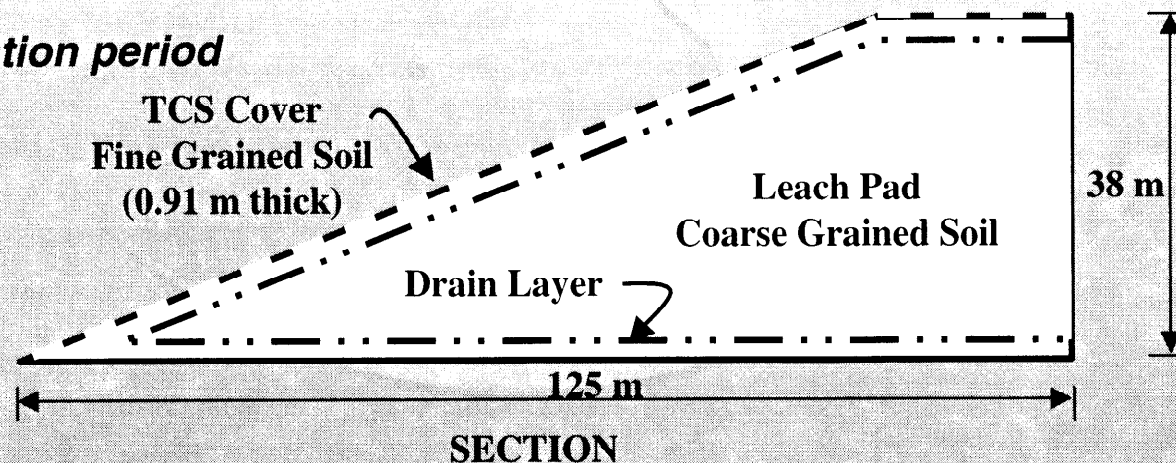 tion period
TCS Cover
Fine Grained Soil
(0.91 m thick)
Leach Pad
Coarse Grained Soil
38 m
Drain Layer
125 m
SECTION